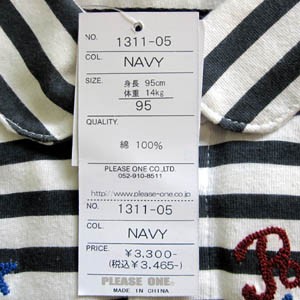 NO. 1311-05
COL. NAVY
SIZE. 身長 95cm
体重 14kg
95
QUALITY.
綿 100%
PLEASE ONE CO.,LTD.
052-910-8511
http://www.please-one.co.jp
NO. 1311-05
COL. NAVY
PRICE. ¥3,300-
(税込¥3,465-)
PLEASE ONE.
MADE IN CHINA